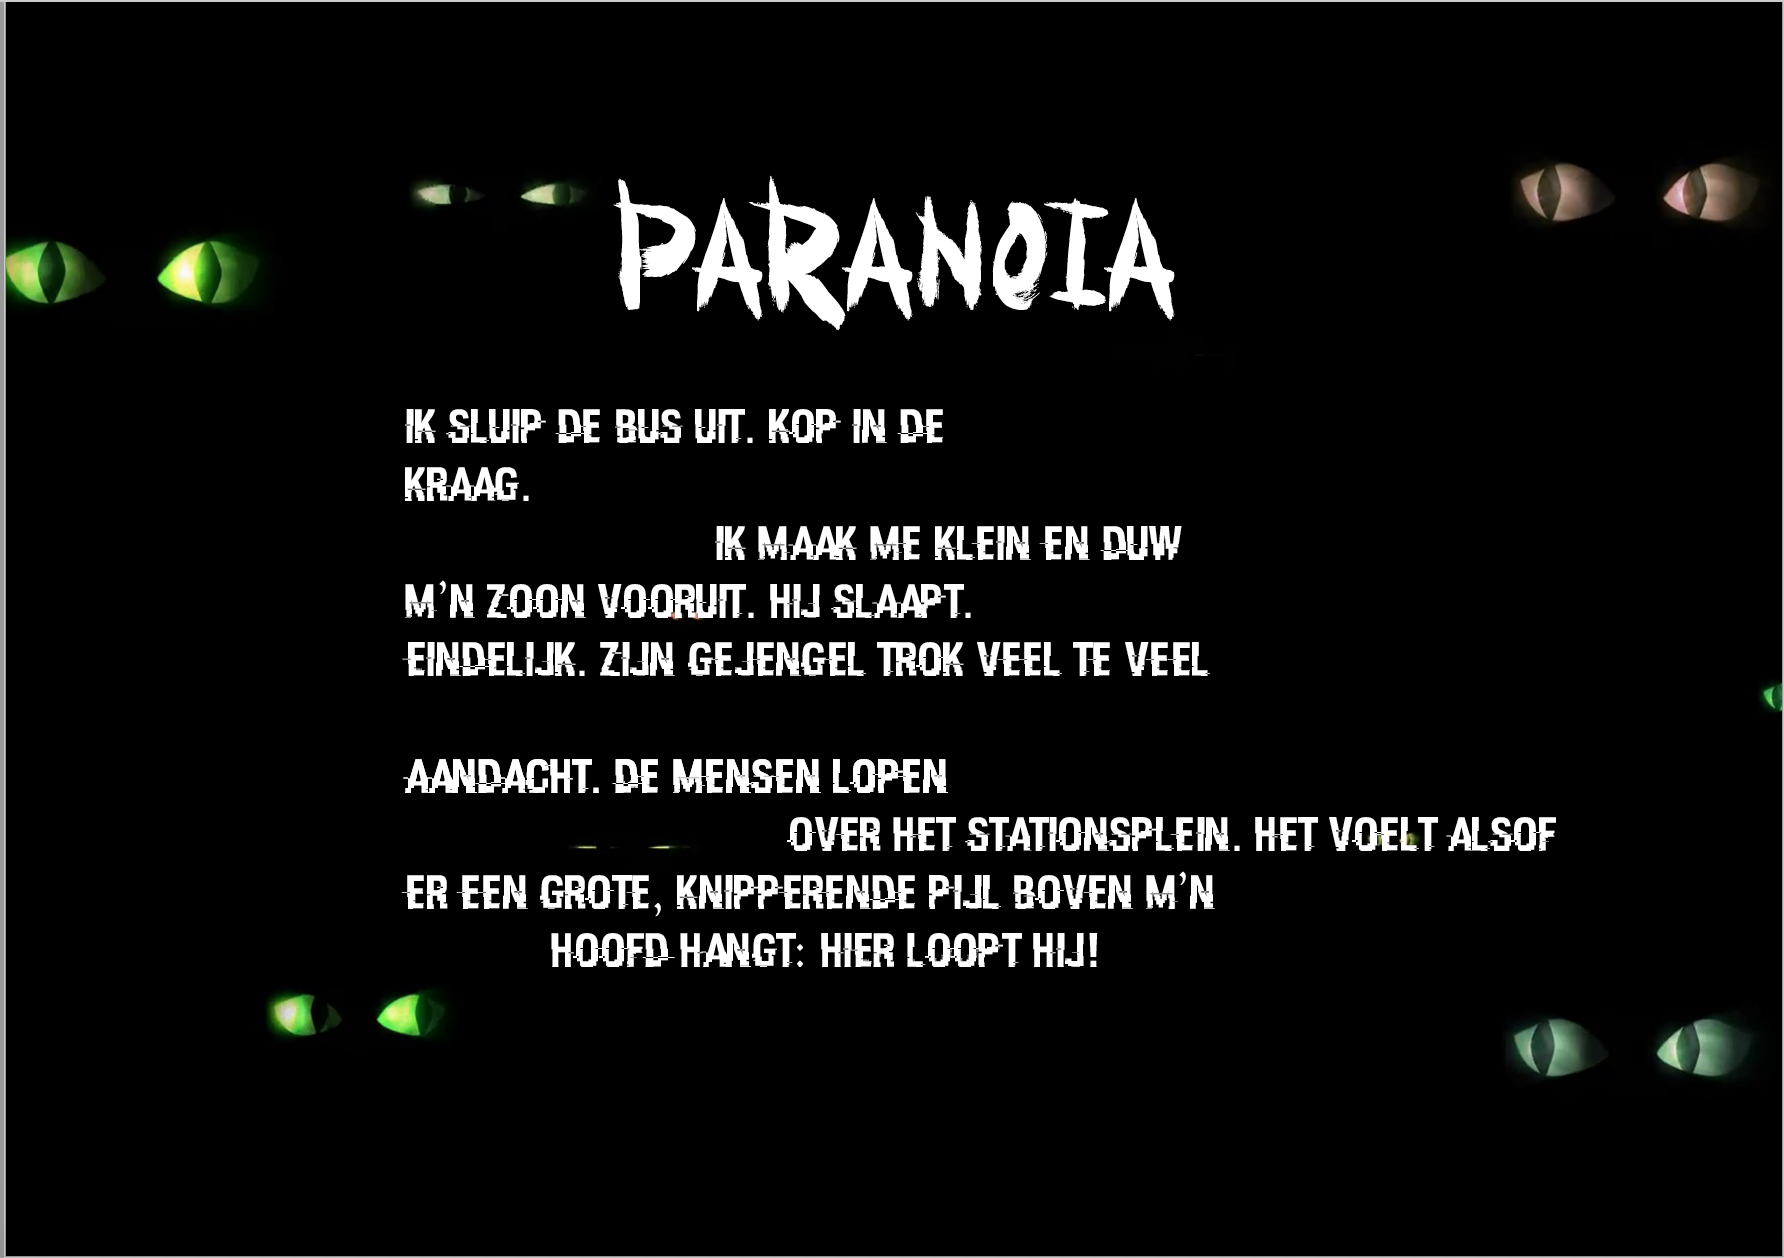 PARANOIA
IK SLUIP DE BUS UIT. KOP IN DE
KRAAG.
IK MAAK ME KLEIN EN DUW
M'N ZOON VOORUIT. HIJ SLAAPT.
EINDELIJK. ZIJN GEJENGEL TROK VEEL TE VEEL
AANDACHT. DE MENSEN LOPEN
OVER HET STATIONSPLEIN. HET VOELT ALSOF
ER EEN GROTE, KNIPPERENDE PIJL BOVEN M'N
HOOFD HANGT: HIER LOOPT HIJ!